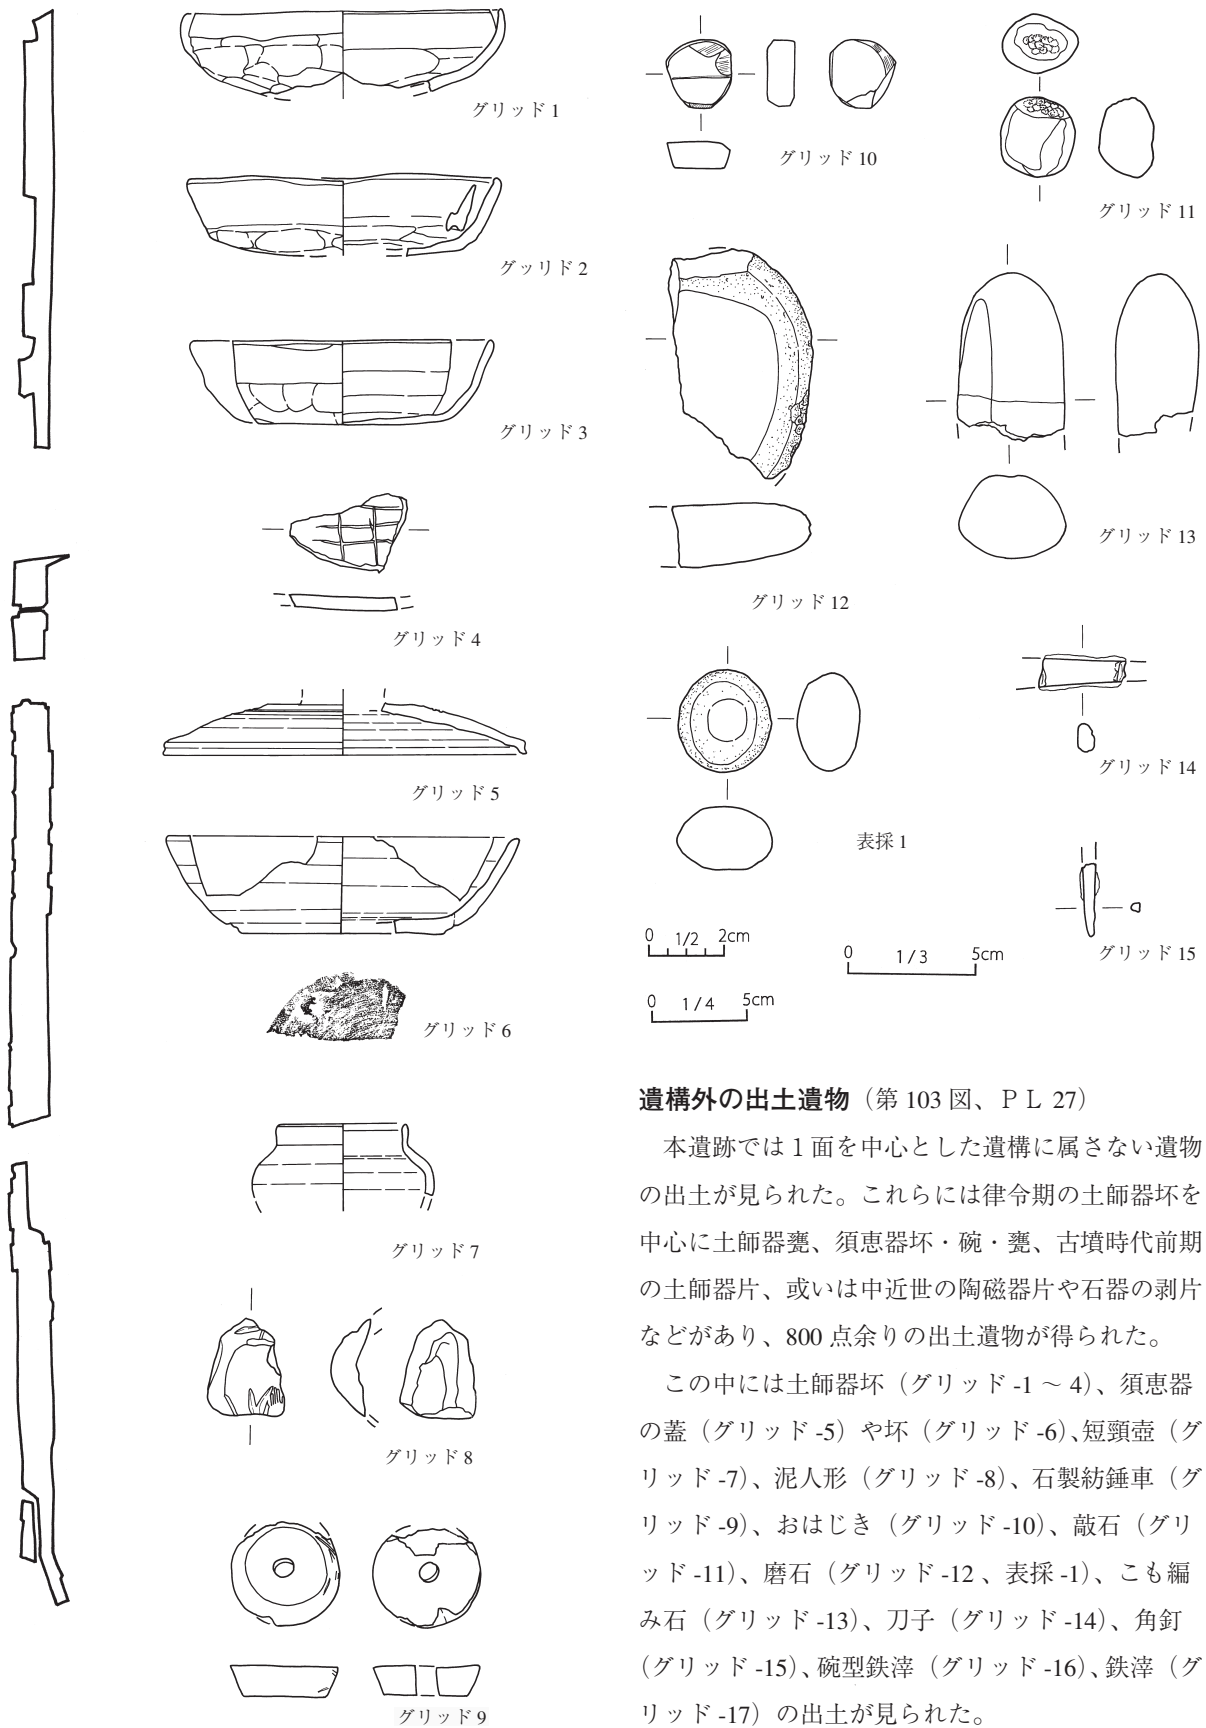 グリッド 1
グッリド 2
グリッド 3
グリッド 4
グリッド 5
グリッド 6
グリッド 7
グリッド 8
グリッド 9
グリッド 10
グリッド 11
グリッド 12
グリッド 13
表採 1
グリッド 14
グリッド 15
0 1/2 2cm
0 1/3 5cm
0 1/4 5cm
遺構外の出土遺物（第 103 図、ＰＬ 27）
本遺跡では 1 面を中心とした遺構に属さない遺物
の出土が見られた。これらには律令期の土師器坏を
中心に土師器甕、須恵器坏・碗・甕、古墳時代前期
の土師器片、或いは中近世の陶磁器片や石器の剥片
などがあり、800 点余りの出土遺物が得られた。
この中には土師器坏（グリッド -1 ～ 4）、須恵器
の蓋（グリッド -5）や坏（グリッド -6）、短頸壺（グ
リッド -7）、泥人形（グリッド -8）、石製紡錘車（グ
リッド -9）、おはじき（グリッド -10）、敲石（グリ
ッド -11）、磨石（グリッド -12 、表採 -1）、こも編
み石（グリッド -13）、刀子（グリッド -14）、角釘
（グリッド -15）、碗型鉄滓（グリッド -16）、鉄滓（グ
リッド -17）の出土が見られた。